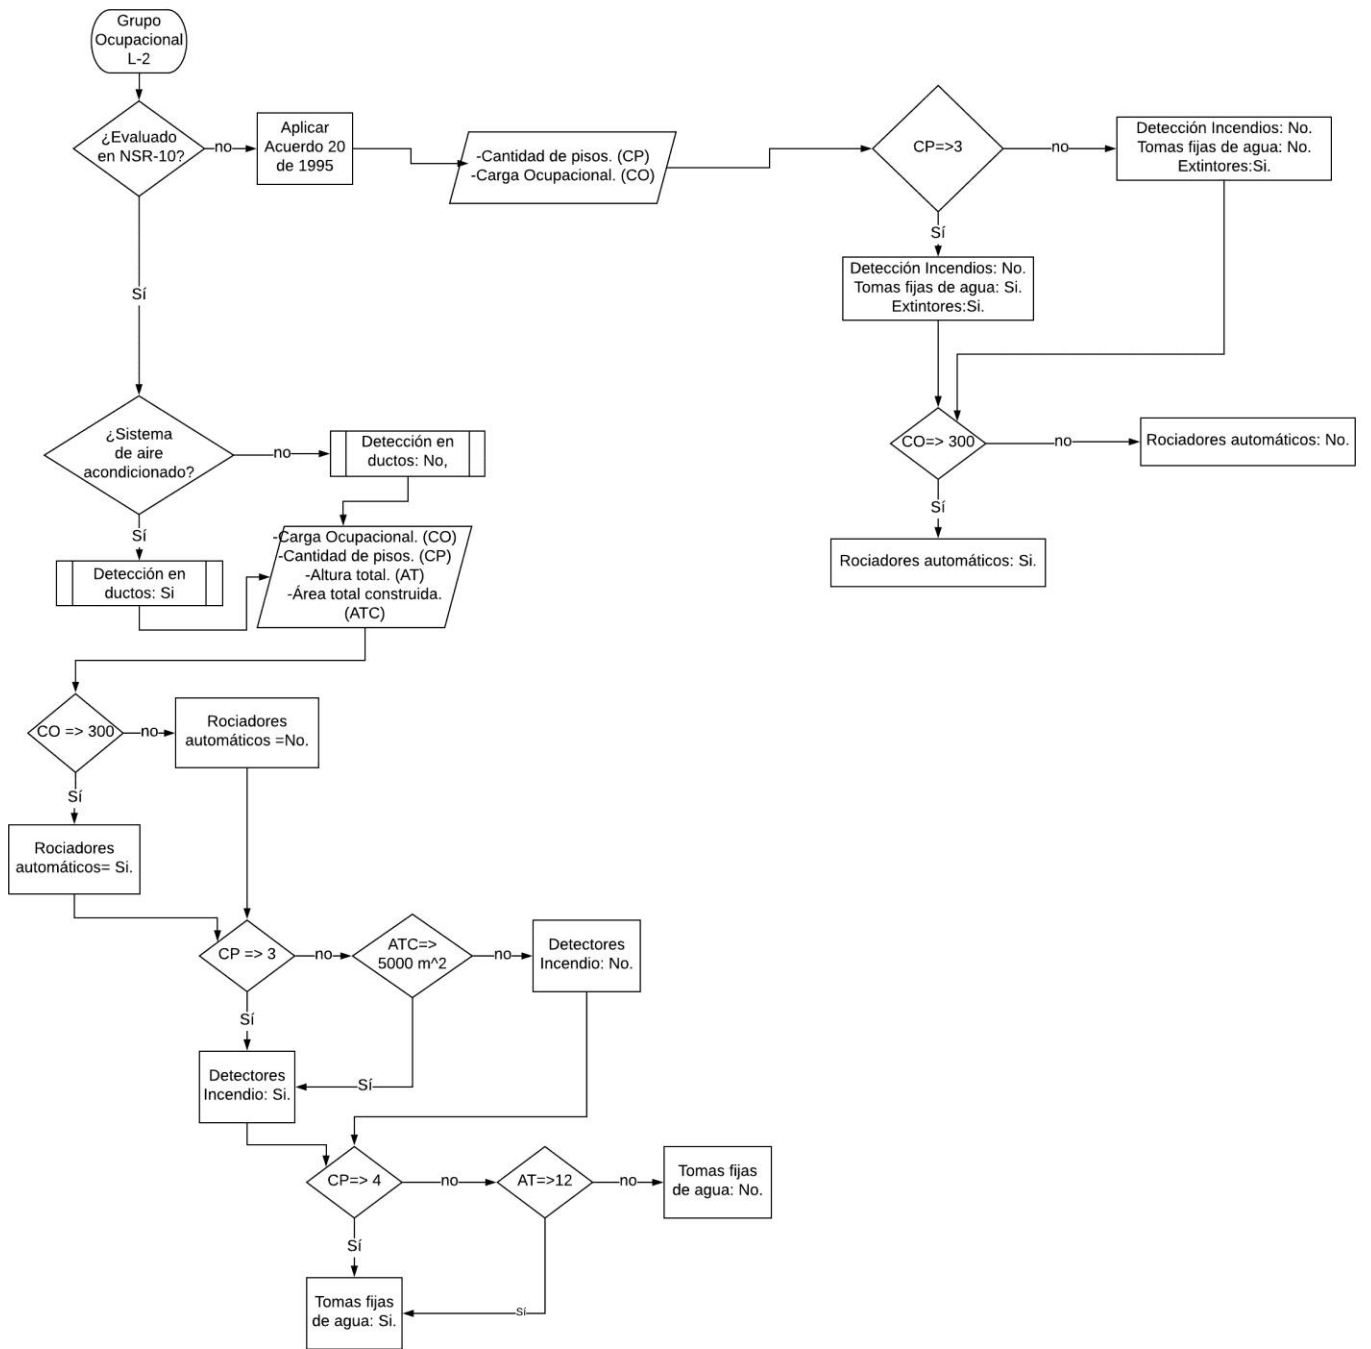 Grupo
Ocupacional
L-2
¿Evaluado
en NSR-10?
no
Aplicar
Acuerdo 20
de 1995
-Cantidad de pisos. (CP)
-Carga Ocupacional. (CO)
CP=>3
no
Detección Incendios: No.
Tomas fijas de agua: No.
Extintores:Si.
Sí
Detección Incendios: No.
Tomas fijas de agua: Si.
Extintores:Si.
CO=> 300
no
Rociadores automáticos: No.
Sí
Rociadores automáticos: Si.
Sí
¿Sistema
de aire
acondicionado?
no
Detección en
ductos: No,
Sí
Detección en
ductos: Si
-Carga Ocupacional. (CO)
-Cantidad de pisos. (CP)
-Altura total. (AT)
-Área total construida.
(ATC)
CO => 300
no
Rociadores
automáticos =No.
Sí
Rociadores
automáticos= Si.
CP => 3
no
ATC=>
5000 m^2
no
Detectores
Incendio: No.
Sí
Detectores
Incendio: Si.
Sí
CP=> 4
no
AT=>12
no
Tomas fijas
de agua: No.
Sí
Tomas fijas
de agua: Si.
Sí